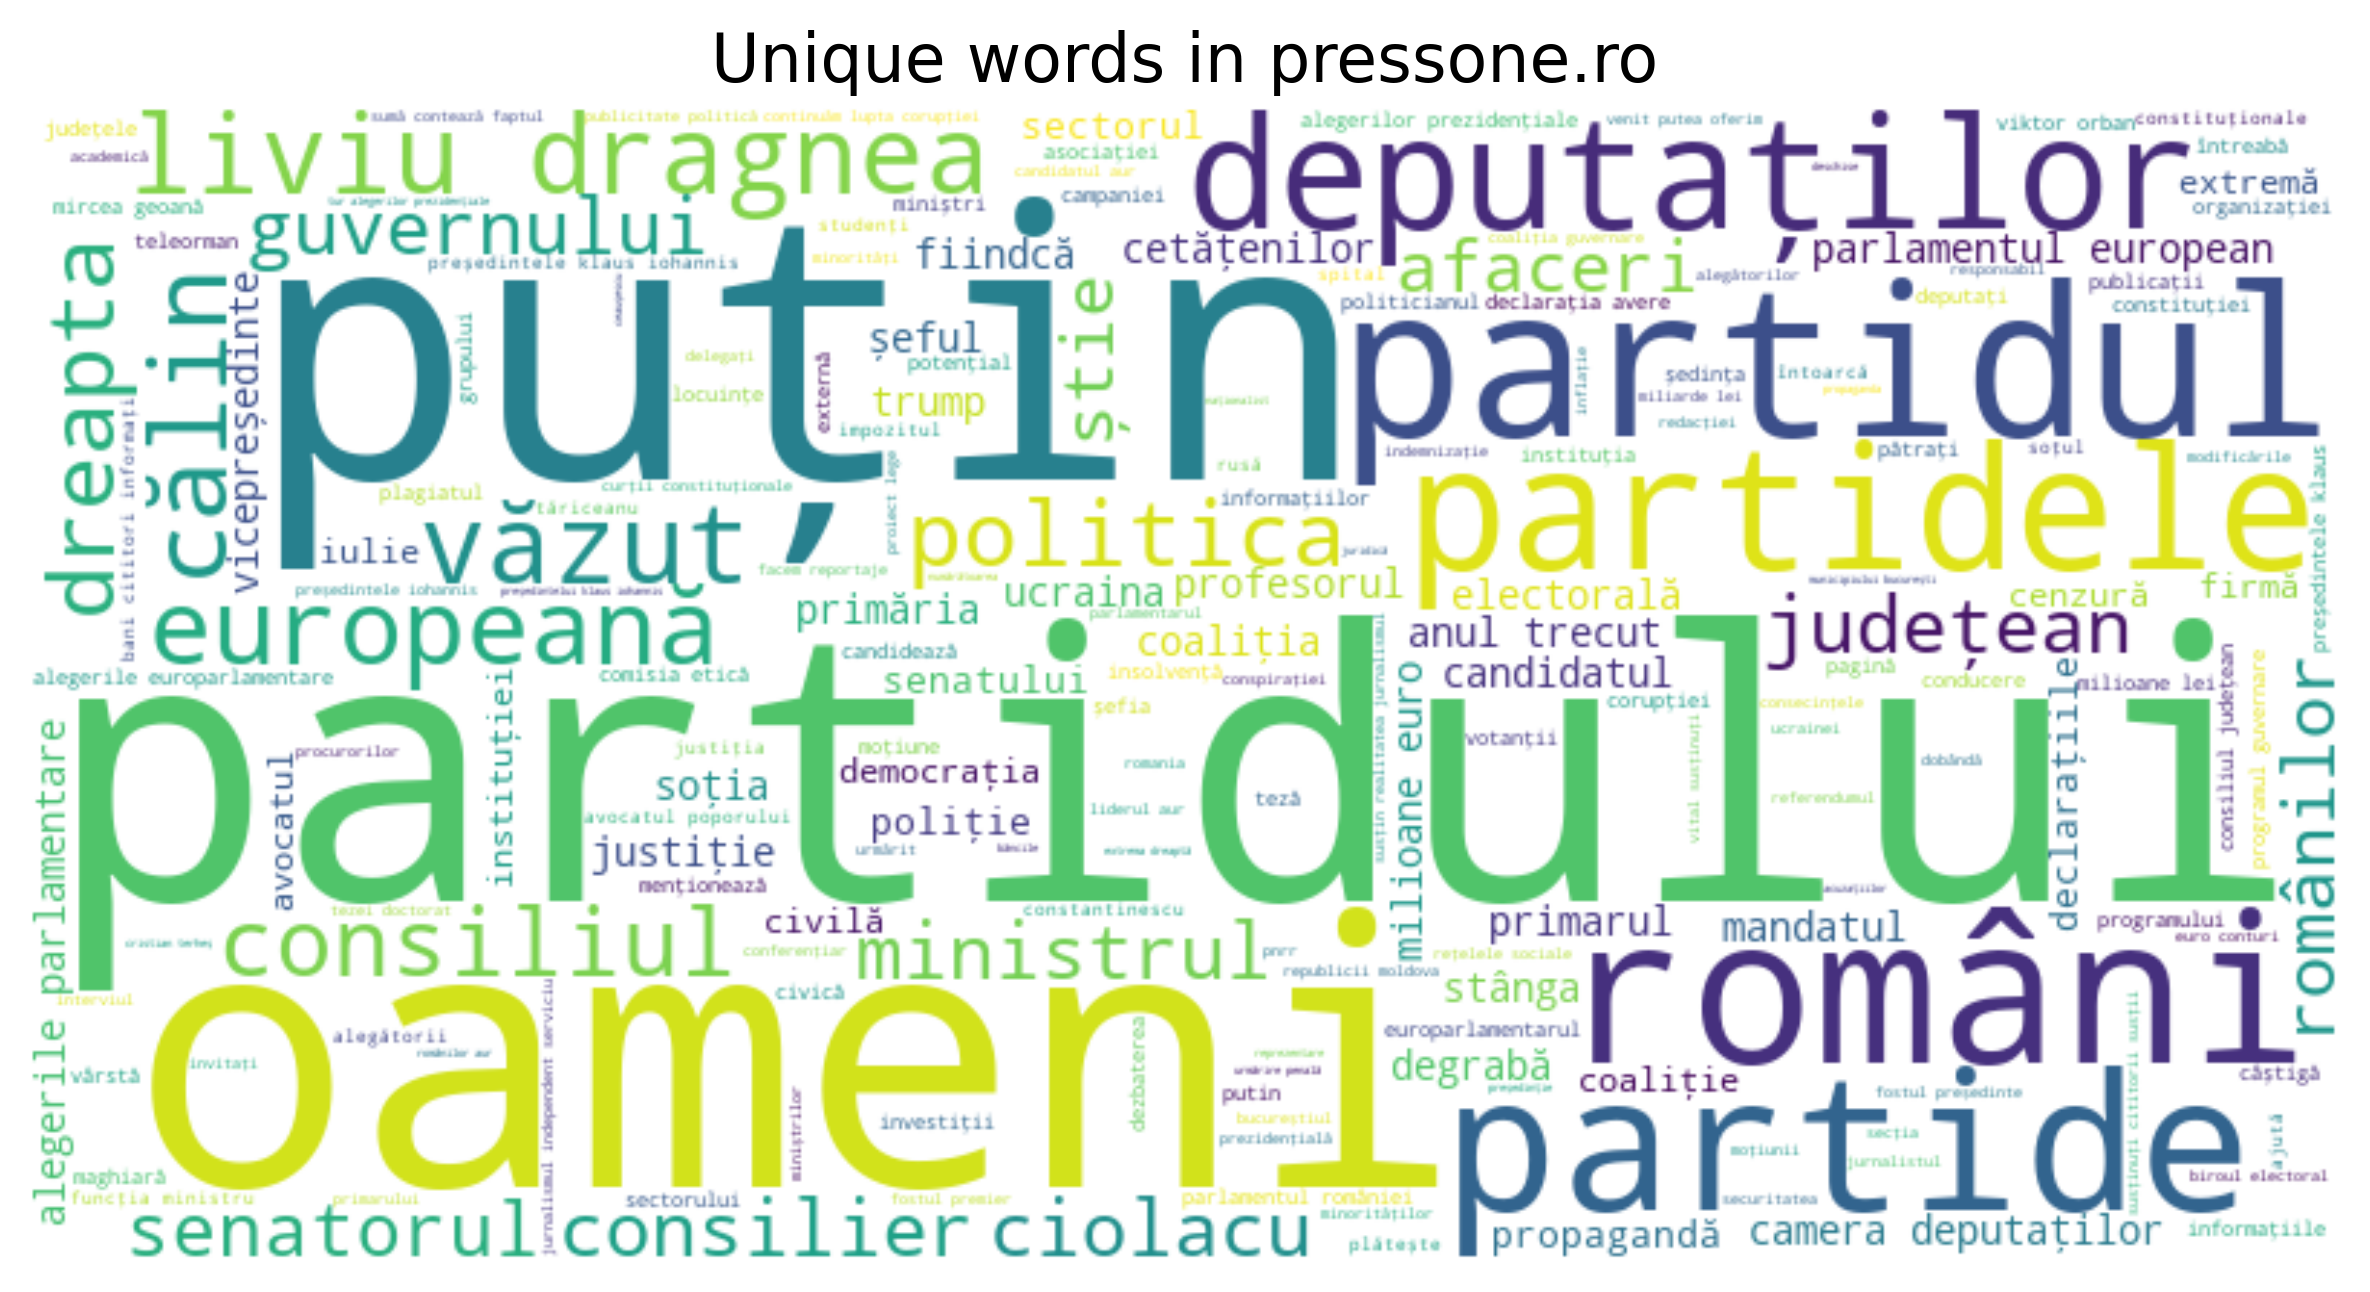 Unique words in pressone.ro
județele
sumă contează faptul
publicitate politică continuăm lupta corupției
sectorul
alegerilor prezidențiale
venit putea oferim
viktor orban
constituționale
academică
liviu dragnea
asociației
candidatul aur
deputaților
deschise
întreabă
extremă
mircea geoană
tur alegerilor prezidențiale
miniștri
campaniei
organizației
teleorman
guvernului
studenți
fiindcă
cetățenilor
coaliția guvernare
parlamentul european
președintele klaus iohannis
minorități
spital
afaceri
alegătorilor
responsabil
publicații
dreapta
călin
vicepreședinte
puțin
politicianul
declarația avere
deputați
constituției
grupului
șeful
știe
partidul
delegați
potențial
externă
locuințe
trump
inflație
ședința
întoarcă
miliarde lei
propaganda
naționalist
impozitul
redacției
bani cititori informați
rusă
indemnizație
instituția
pătrați
soțul
modificările
plagiatul
curții constituționale
informațiilor
partidele
președintele klaus
tăriceanu
proiect lege
iulie
văzut
politica
juridică
facem reportaje
președintele iohannis
președintelui klaus iohannis
ucraina
profesorul
electorală
municipiului bucurești
cenzură
firmă
europeană
primăria
parlamentarul
coaliția
anul trecut
județean
candidează
alegerile europarlamentare
comisia etică
senatului
insolvență
conspirației
candidatul
pagină
conducere
milioane lei
instituției
șefia
corupției
consecințele
partidului
alegerile parlamentare
procurorilor
justiția
moțiune
votanții
ucrainei
avocatul
soția
democrația
romania
milioane euro
susțin realitatea jurnalismul
vital susținuți
dobândă
declarațiile
consiliul județean
programul guvernare
românilor
avocatul poporului
poliție
liderul aur
teză
referendumul
justiție
urmărit
băncile
extrema dreaptă
menționează
acuzațiilor
tezei doctorat
civilă
constantinescu
primarul
mandatul
programului
euro conturi
cristian terheș
consiliul
conferențiar
ministrul
pnrr
rețelele sociale
republicii moldova
interviul
civică
stânga
români
oameni
alegătorii
românilor aur
jurnalismul independent serviciu
europarlamentarul
vârstă
invitați
dezbaterea
reprezentare
urmărire penală
degrabă
președinție
coaliție
câștigă
putin
fostul președinte
miniștrilor
investiții
bucureștiul
prezidențială
partide
secția
susținuți cititorii susții
ajută
moțiunii
jurnalistul
maghiară
biroul electoral
funcția ministru
primarului
sectorului
fostul premier
parlamentul româniei
securitatea
senatorul
consilier
ciolacu
minorităților
propagandă
camera deputaților
informațiile
plătește